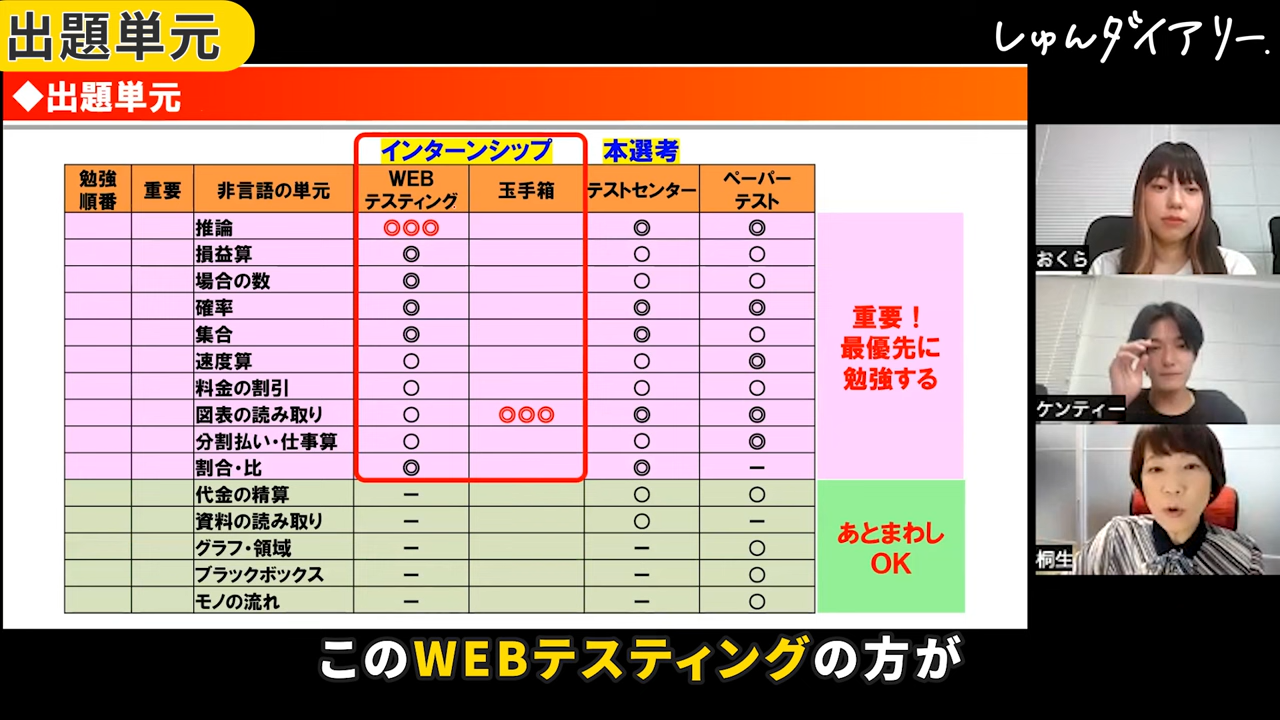 出題単元
しゅんダイアリー.
◆出題単元
インターンシップ 本選考
勉強順番 重要 非言語の単元 WEBテスティング 玉手箱 テストセンター ペーパーテスト
推論 ◎◎◎ ◎ ◎
損益算 ◎ ○ ○
場合の数 ◎ ○ ○
確率 ◎ ◎ ◎
集合 ◎ ◎ ○
速度算 ○ ○ ◎
料金の割引 ○ ○ ○
図表の読み取り ○ ◎◎◎ ◎ ◎
分割払い・仕事算 ○ ○ ◎
割合・比 ◎ ◎ ー
代金の精算 ー ○ ○
資料の読み取り ー ○ ー
グラフ・領域 ー ー ○
ブラックボックス ー ー ○
モノの流れ ー ー ○
重要！
最優先に
勉強する
あとまわし
OK
おくら
ケンティー
桐生
このWEBテスティングの方が